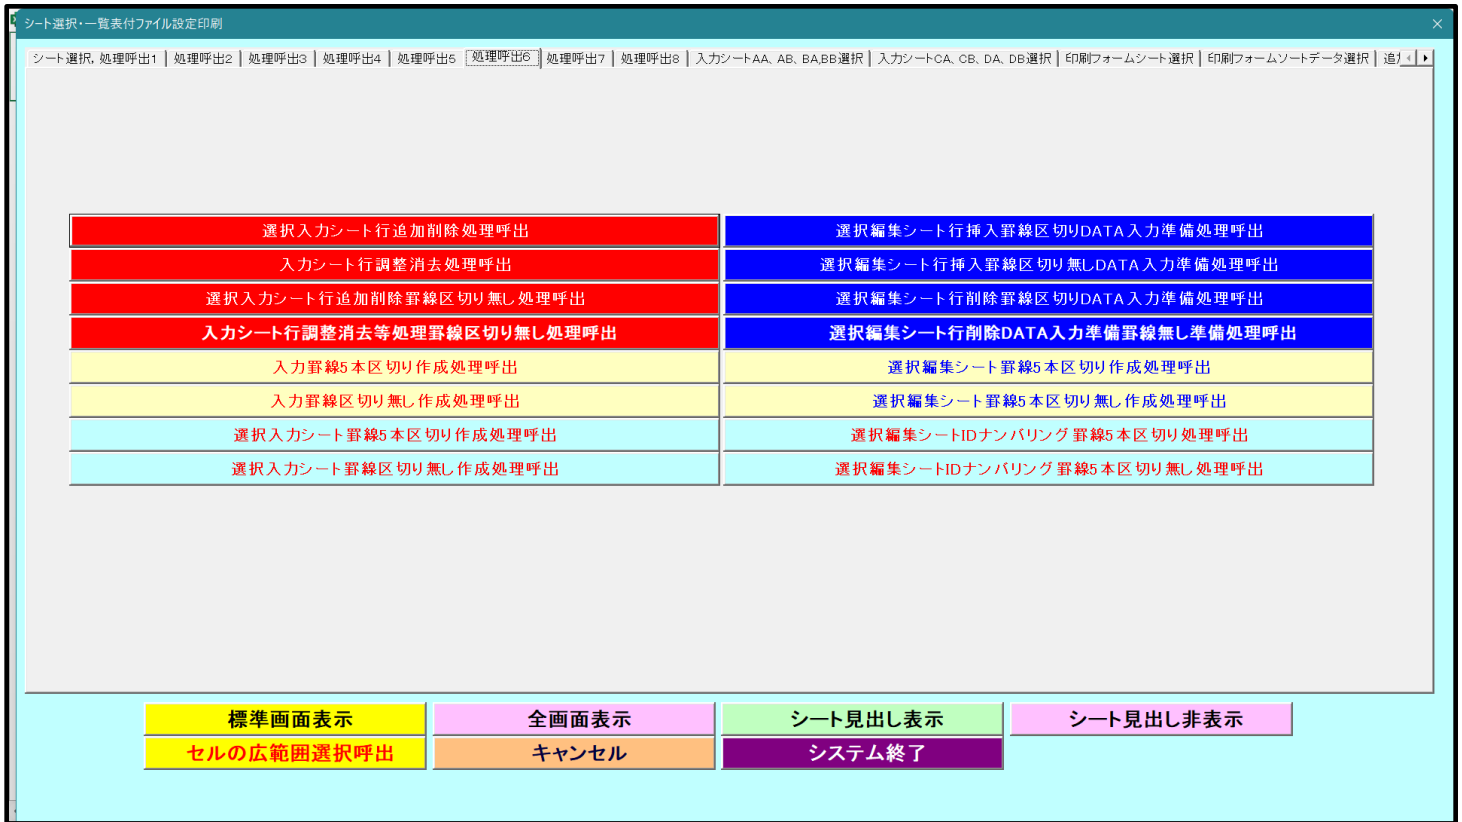 シート選択・一覧表付ファイル設定印刷
シート選択, 処理呼出1
処理呼出2
処理呼出3
処理呼出4
処理呼出5
処理呼出6
処理呼出7
処理呼出8
入力シートAA、AB、BA,BB選択
入力シートCA、CB、DA、DB選択
印刷フォームシート選択
印刷フォームソートデータ選択
選択入力シート行追加削除処理呼出
選択編集シート行挿入罫線区切りDATA入力準備処理呼出
入力シート行調整消去処理呼出
選択編集シート行挿入罫線区切り無しDATA入力準備処理呼出
選択入力シート行追加削除罫線区切り無し処理呼出
選択編集シート行削除罫線区切りDATA入力準備処理呼出
入力シート行調整消去等処理罫線区切り無し処理呼出
選択編集シート行削除DATA入力準備罫線無し準備処理呼出
入力罫線5本区切り作成処理呼出
選択編集シート罫線5本区切り作成処理呼出
入力罫線区切り無し作成処理呼出
選択編集シート罫線5本区切り無し作成処理呼出
選択入力シート罫線5本区切り作成処理呼出
選択編集シートIDナンバリング罫線5本区切り処理呼出
選択入力シート罫線区切り無し作成処理呼出
選択編集シートIDナンバリング罫線5本区切り無し処理呼出
標準画面表示
全画面表示
シート見出し表示
シート見出し非表示
セルの広範囲選択呼出
キャンセル
システム終了